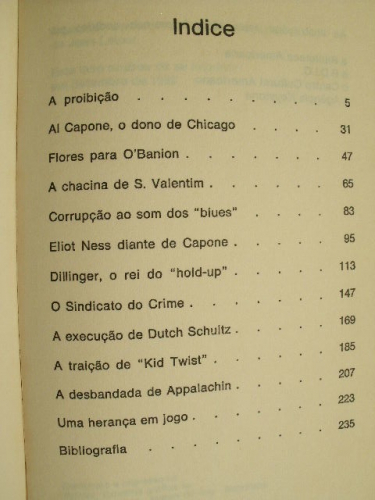 Indice
A proibição . . . . . . . . 5
Al Capone, o dono de Chicago . . . . 31
Flores para O'Banion . . . . . . 47
A chacina de S. Valentim . . . . . 65
Corrupção ao som dos "blues" . . . . 83
Eliot Ness diante de Capone . . . . . 95
Dillinger, o rei do "hold-up" . . . . . 113
O Sindicato do Crime . . . . . . 147
A execução de Dutch Schultz . . . . . 169
A traição de "Kid Twist" . . . . . . 185
A desbandada de Appalachin . . . . . 207
Uma herança em jogo . . . . . . 223
Bibliografia . . . . . . . . 235